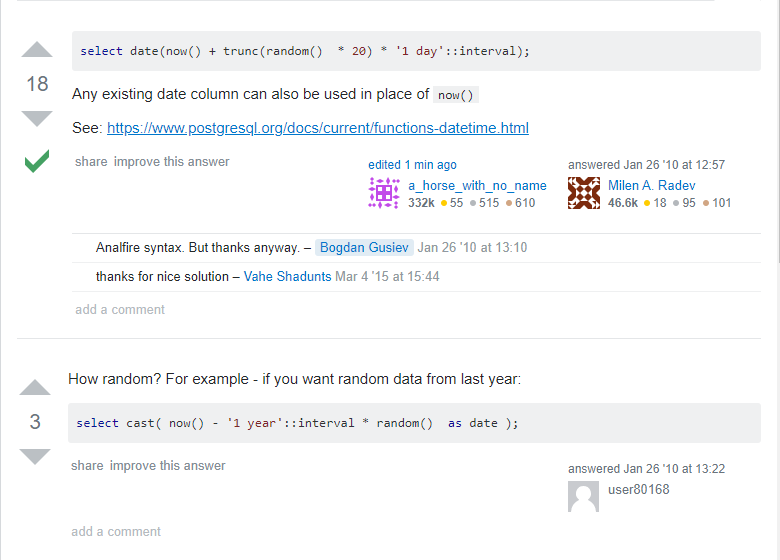 select date(now() + trunc(random()  * 20) * '1 day'::interval);
18
Any existing date column can also be used in place of now()
See: https://www.postgresql.org/docs/current/functions-datetime.html
share improve this answer
edited 1 min ago
a_horse_with_no_name
332k ● 55 ● 515 ● 610
answered Jan 26 '10 at 12:57
Milen A. Radev
46.6k ● 18 ● 95 ● 101
Analfire syntax. But thanks anyway. – Bogdan Gusiev Jan 26 '10 at 13:10
thanks for nice solution – Vahe Shadunts Mar 4 '15 at 15:44
add a comment
How random? For example - if you want random data from last year:
3
select cast( now() - '1 year'::interval * random()  as date );
share improve this answer
answered Jan 26 '10 at 13:22
user80168
add a comment